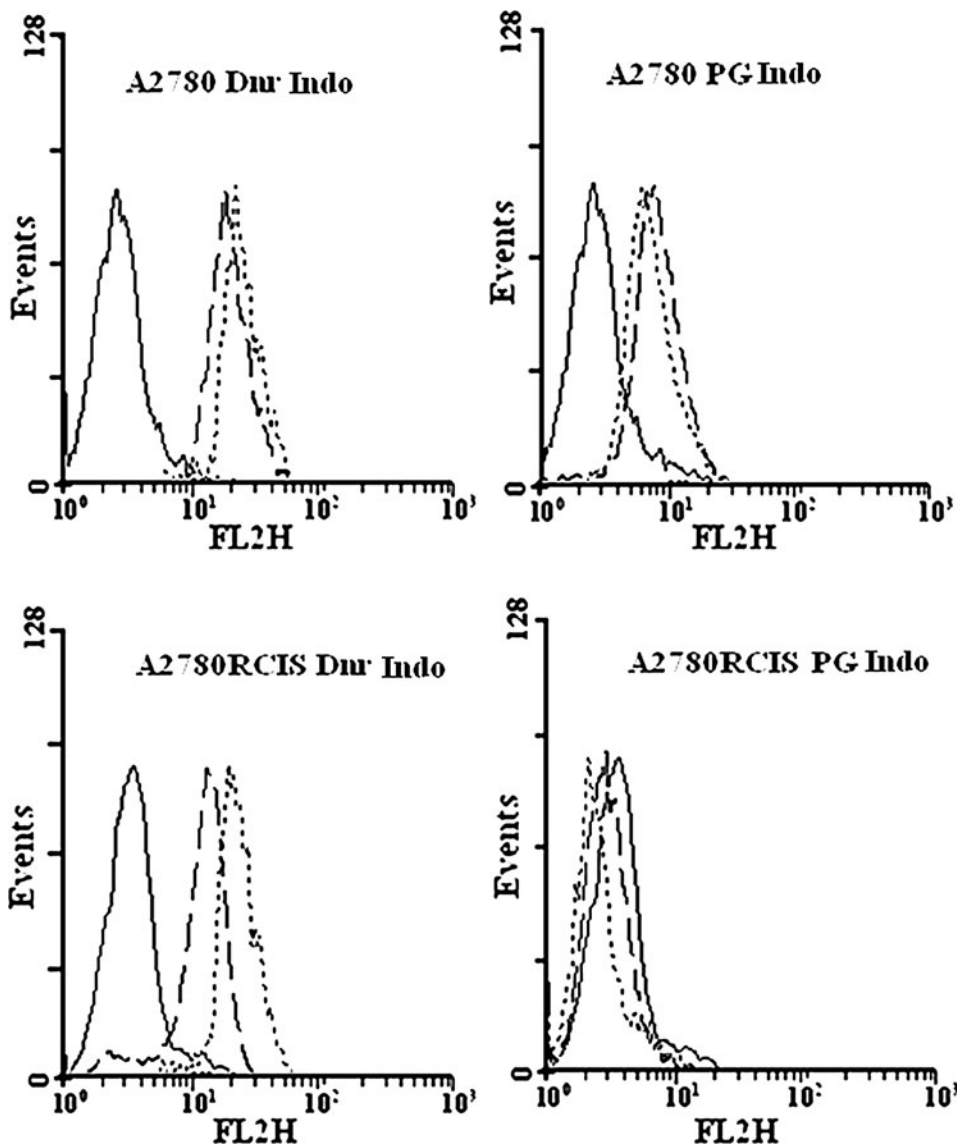 128
A2780 Dnr Indo
Events
0
10⁰ 10¹ 10² 10³
FL2H
128
A2780 PG Indo
Events
0
10⁰ 10¹ 10² 10³
FL2H
128
A2780RCIS Dnr Indo
Events
0
10⁰ 10¹ 10² 10³
FL2H
128
A2780RCIS PG Indo
Events
0
10⁰ 10¹ 10² 10³
FL2H